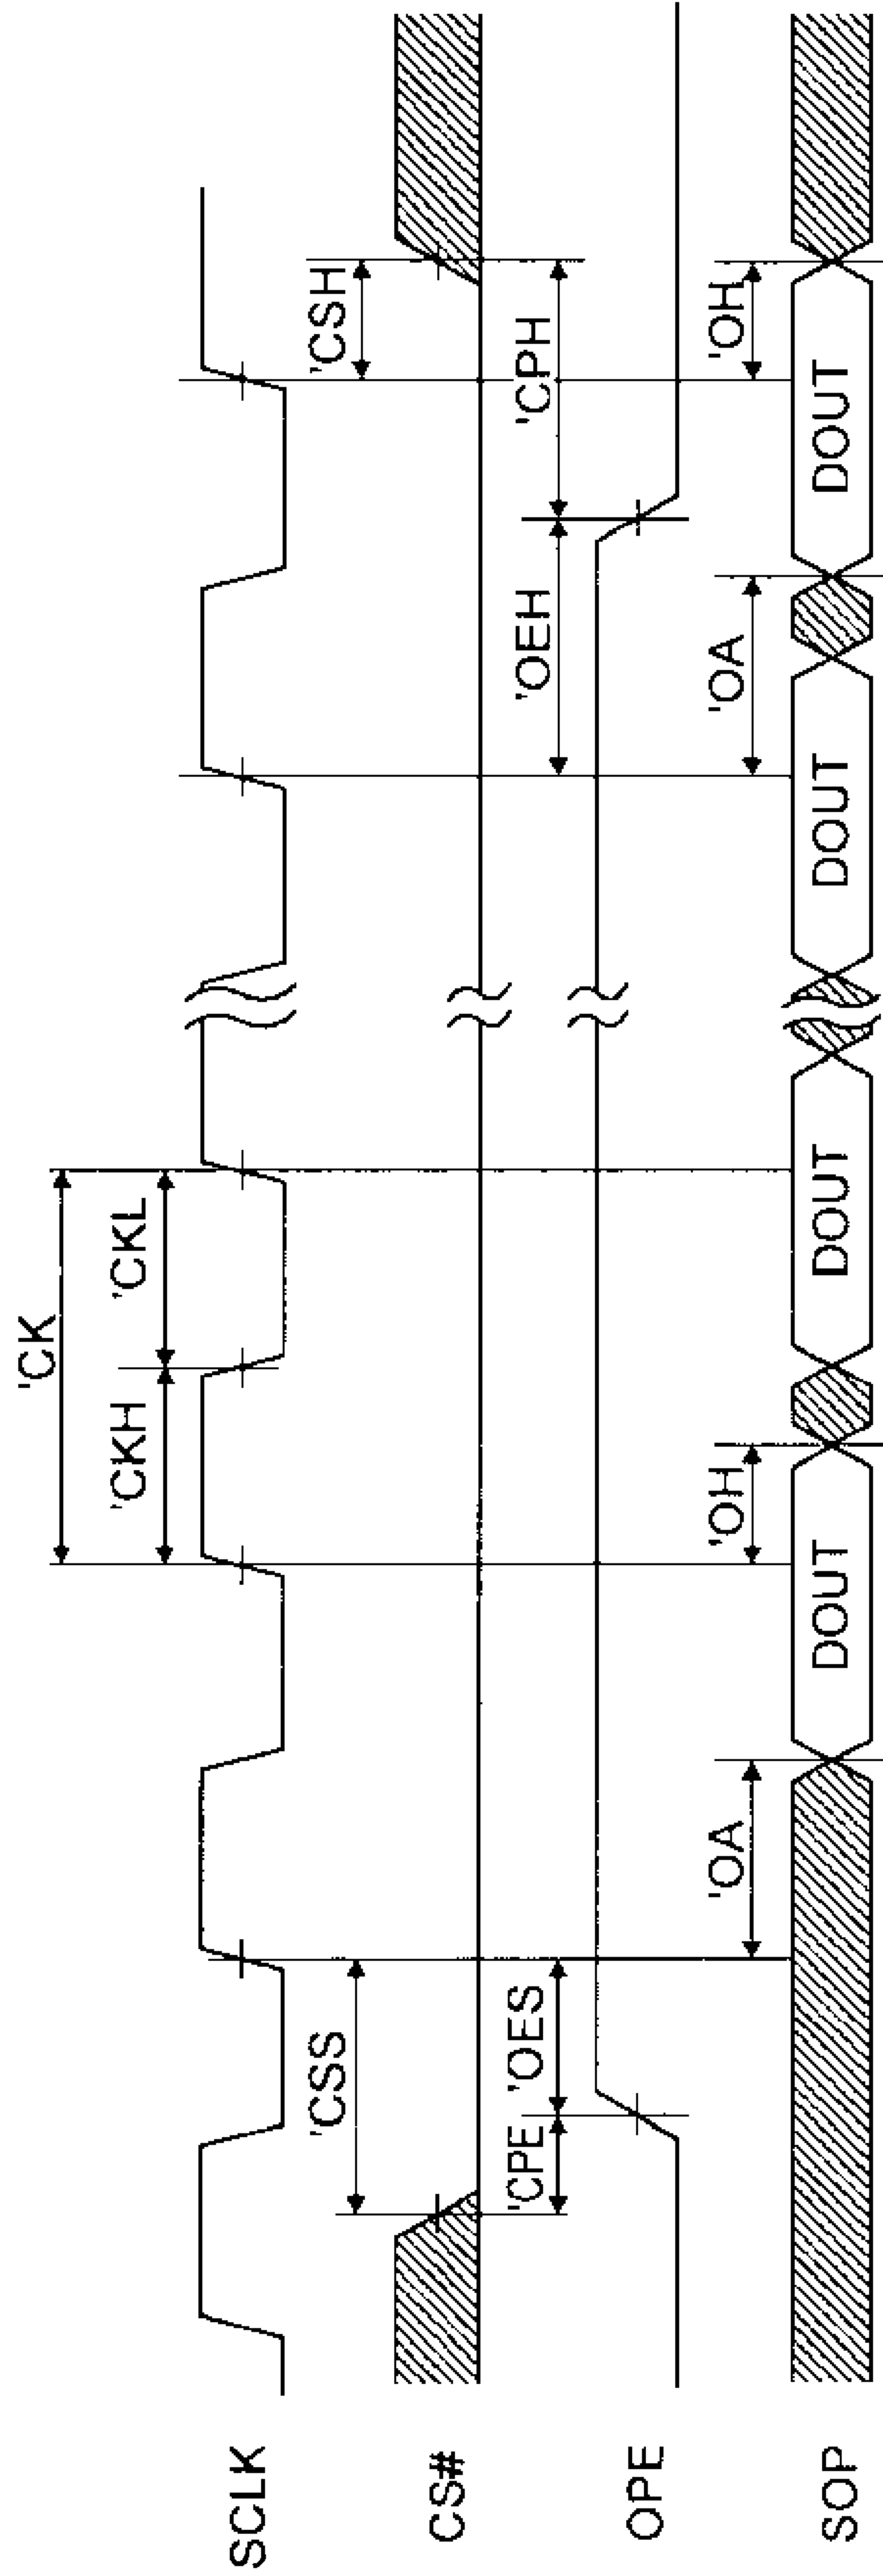 'CK
'CKH
'CKL
SCLK
'CSS
'CSH
CS#
'CPE
'OES
'OEH
'CPH
OPE
'OA
'OH
'OA
'OH
SOP
DOUT
DOUT
DOUT
DOUT